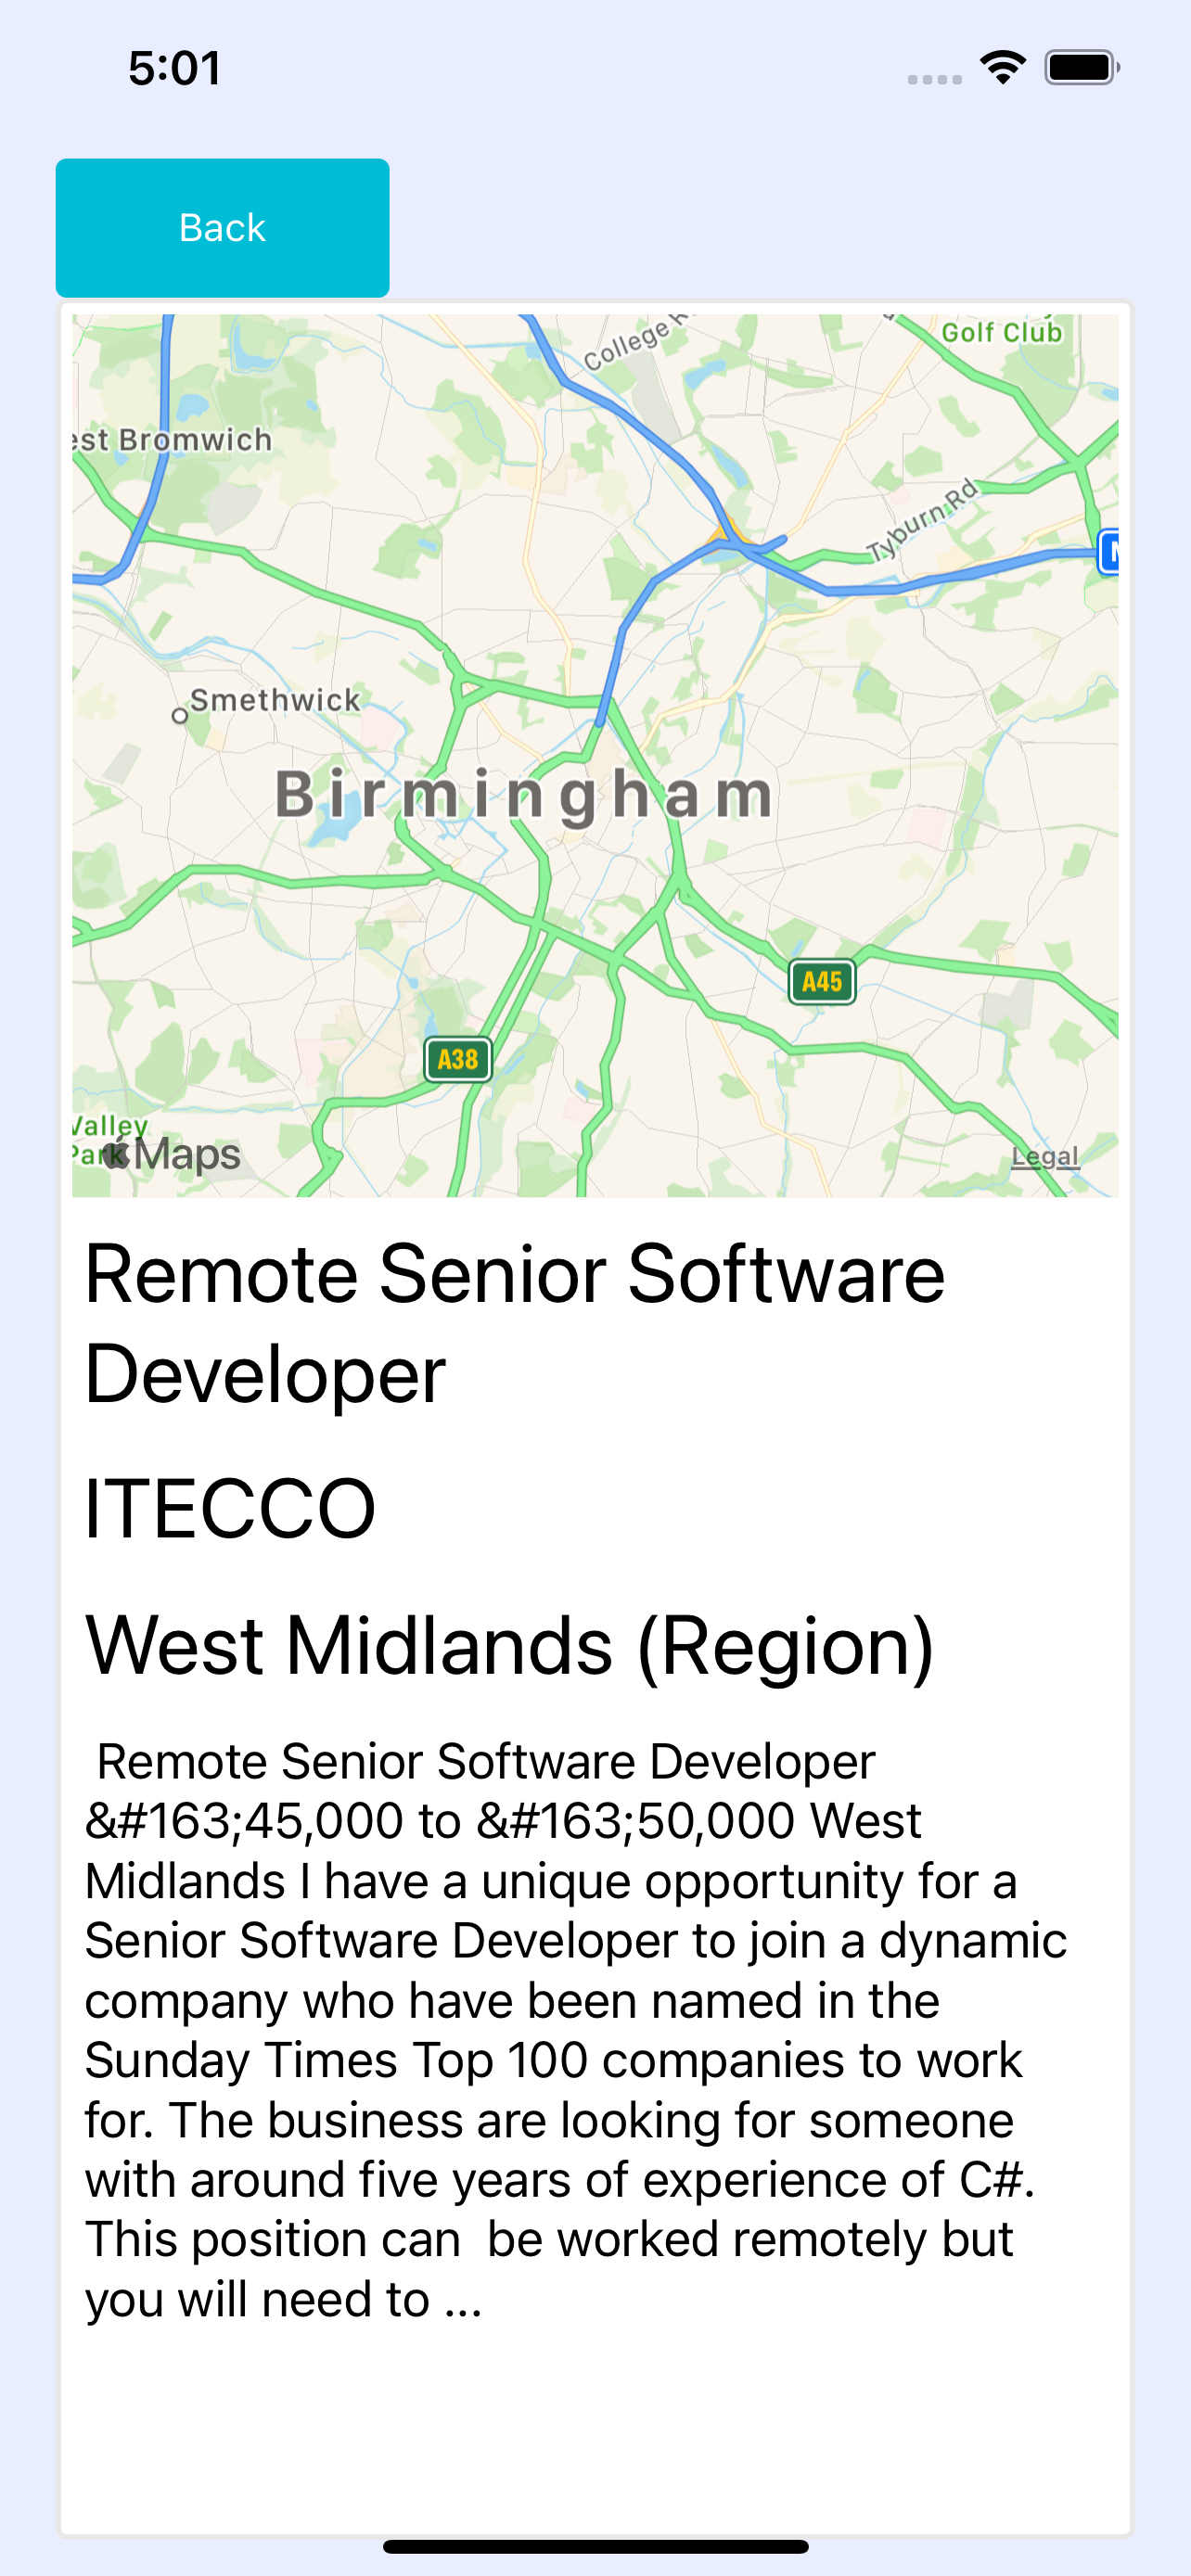 5:01
Back
College R
Golf Club
est Bromwich
Tyburn Rd
Smethwick
Birmingham
A45
A38
Valley
Park
Maps
Legal
Remote Senior Software
Developer
ITECCO
West Midlands (Region)
Remote Senior Software Developer
&#163;45,000 to &#163;50,000 West
Midlands I have a unique opportunity for a
Senior Software Developer to join a dynamic
company who have been named in the
Sunday Times Top 100 companies to work
for. The business are looking for someone
with around five years of experience of C#.
This position can  be worked remotely but
you will need to ...